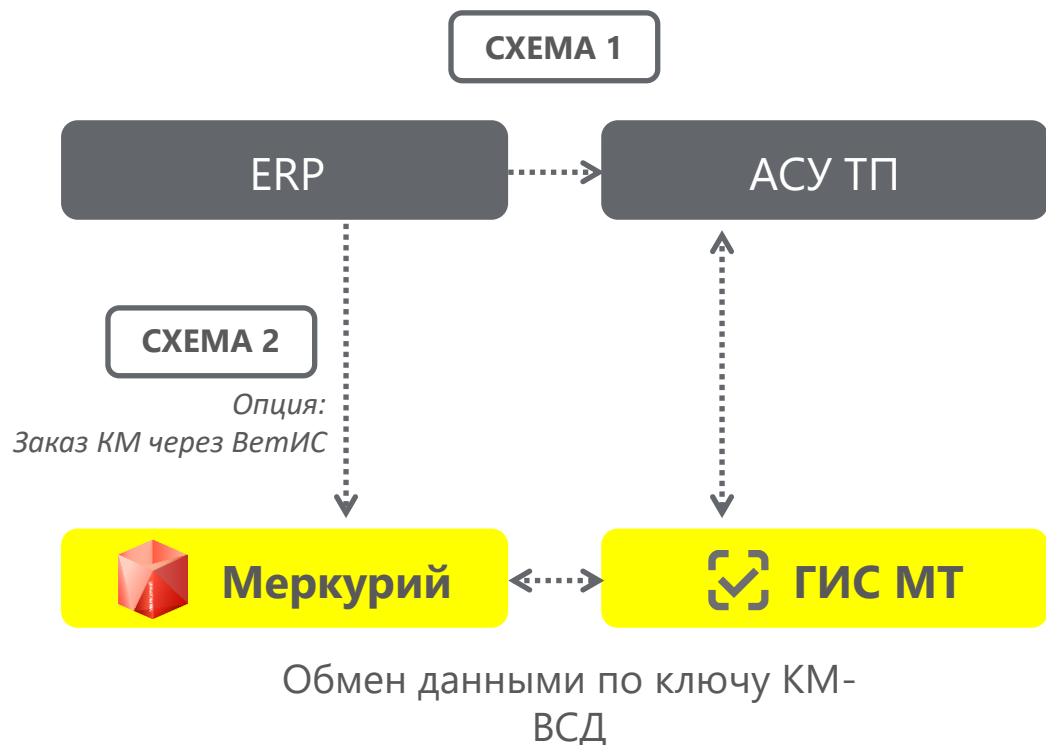 СХЕМА 1
ERP
АСУ ТП
СХЕМА 2
Опция:
Заказ КМ через ВетИС
Меркурий
ГИС МТ
Обмен данными по ключу КМ-
ВСД